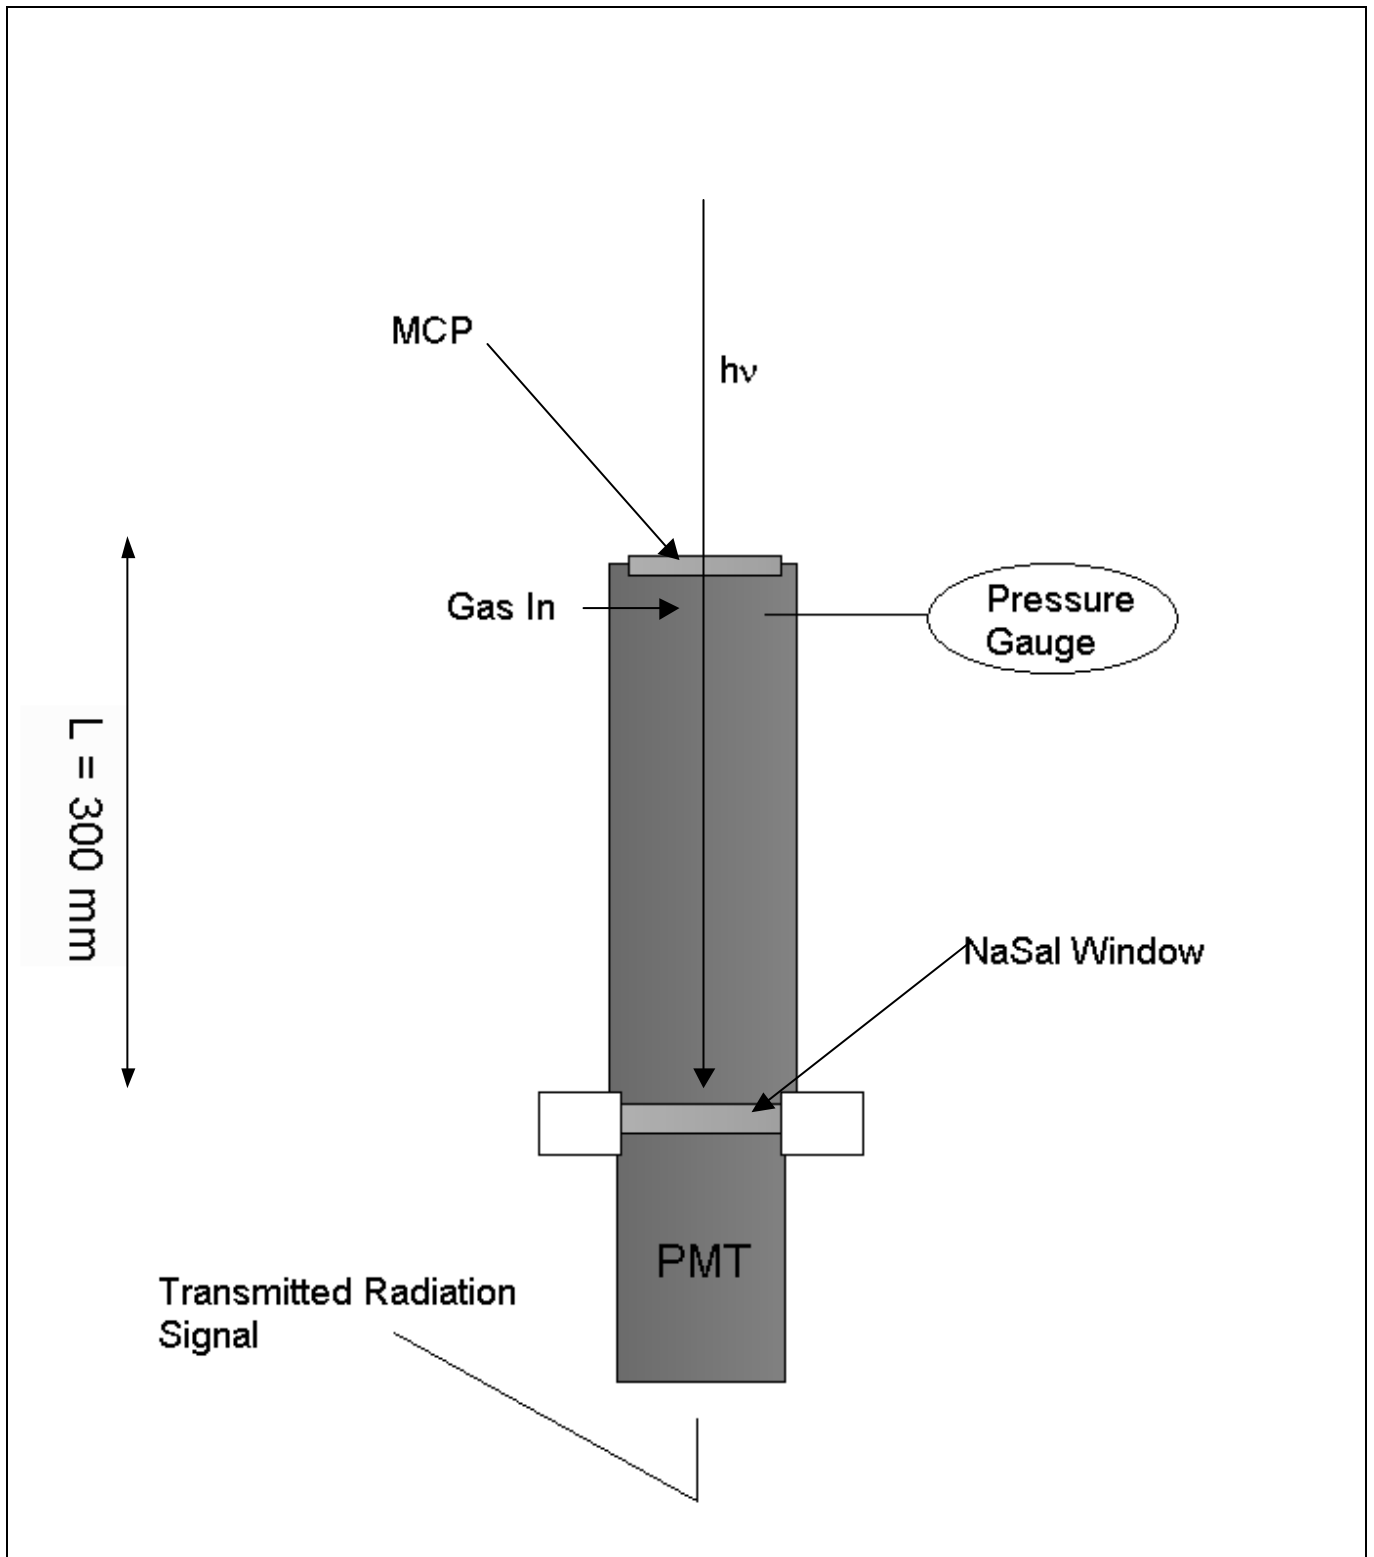 MCP
hν
Gas In
Pressure
Gauge
L = 300 mm
NaSal Window
PMT
Transmitted Radiation
Signal